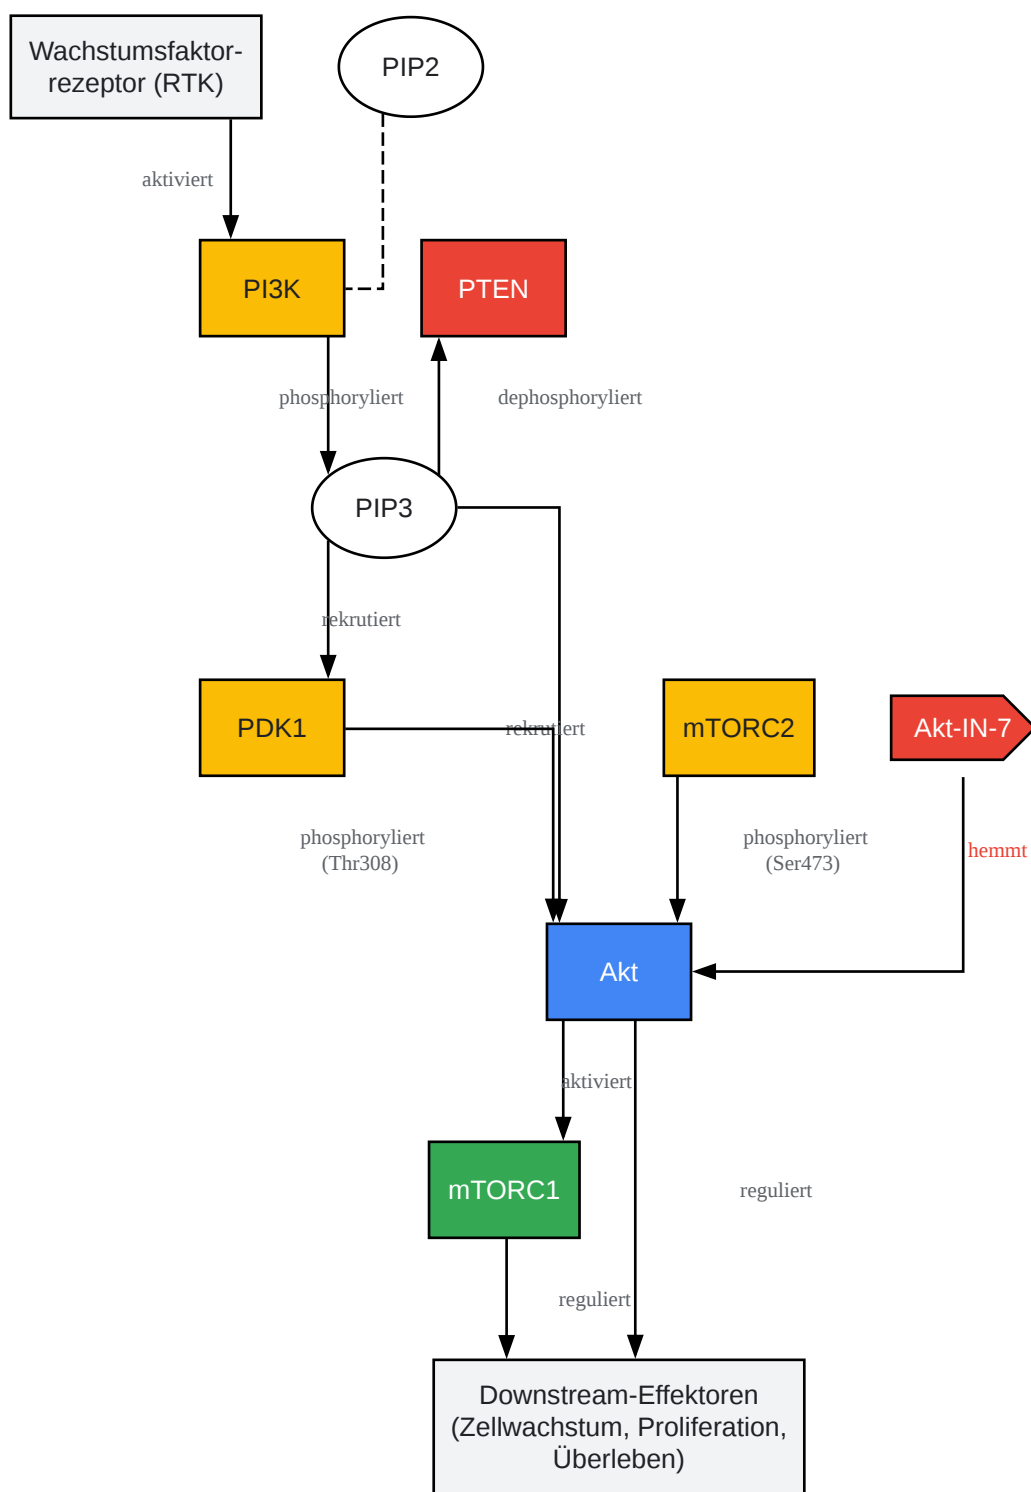 Wachstumsfaktor-
rezeptor (RTK)
PIP2
aktiviert
PI3K
PTEN
phosphoryliert
dephosphoryliert
PIP3
rekrutiert
PDK1
rekrutiert
mTORC2
Akt-IN-7
phosphoryliert
(Thr308)
phosphoryliert
(Ser473)
hemmt
Akt
aktiviert
mTORC1
reguliert
reguliert
Downstream-Effektoren
(Zellwachstum, Proliferation,
Überleben)